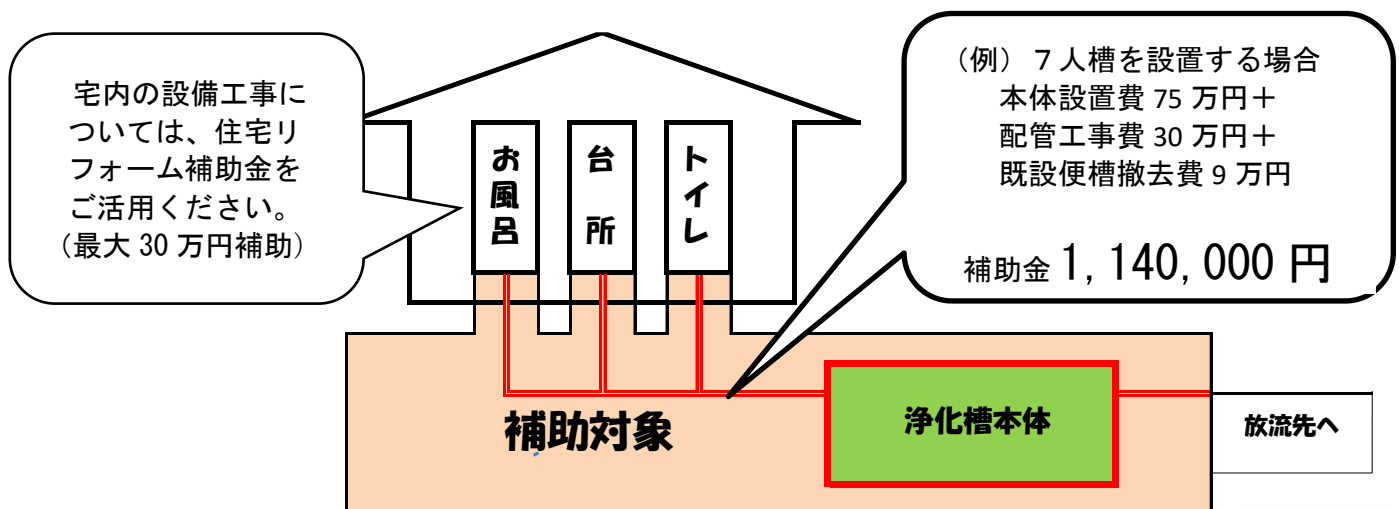 宅内の設備工事に
ついては、住宅リ
フォーム補助金を
ご活用ください。
（最大 30 万円補助）
お風呂
台所
トイレ
（例）７人槽を設置する場合
本体設置費 75 万円＋
配管工事費 30 万円＋
既設便槽撤去費 9 万円
補助金 1,140,000 円
補助対象
浄化槽本体
放流先へ